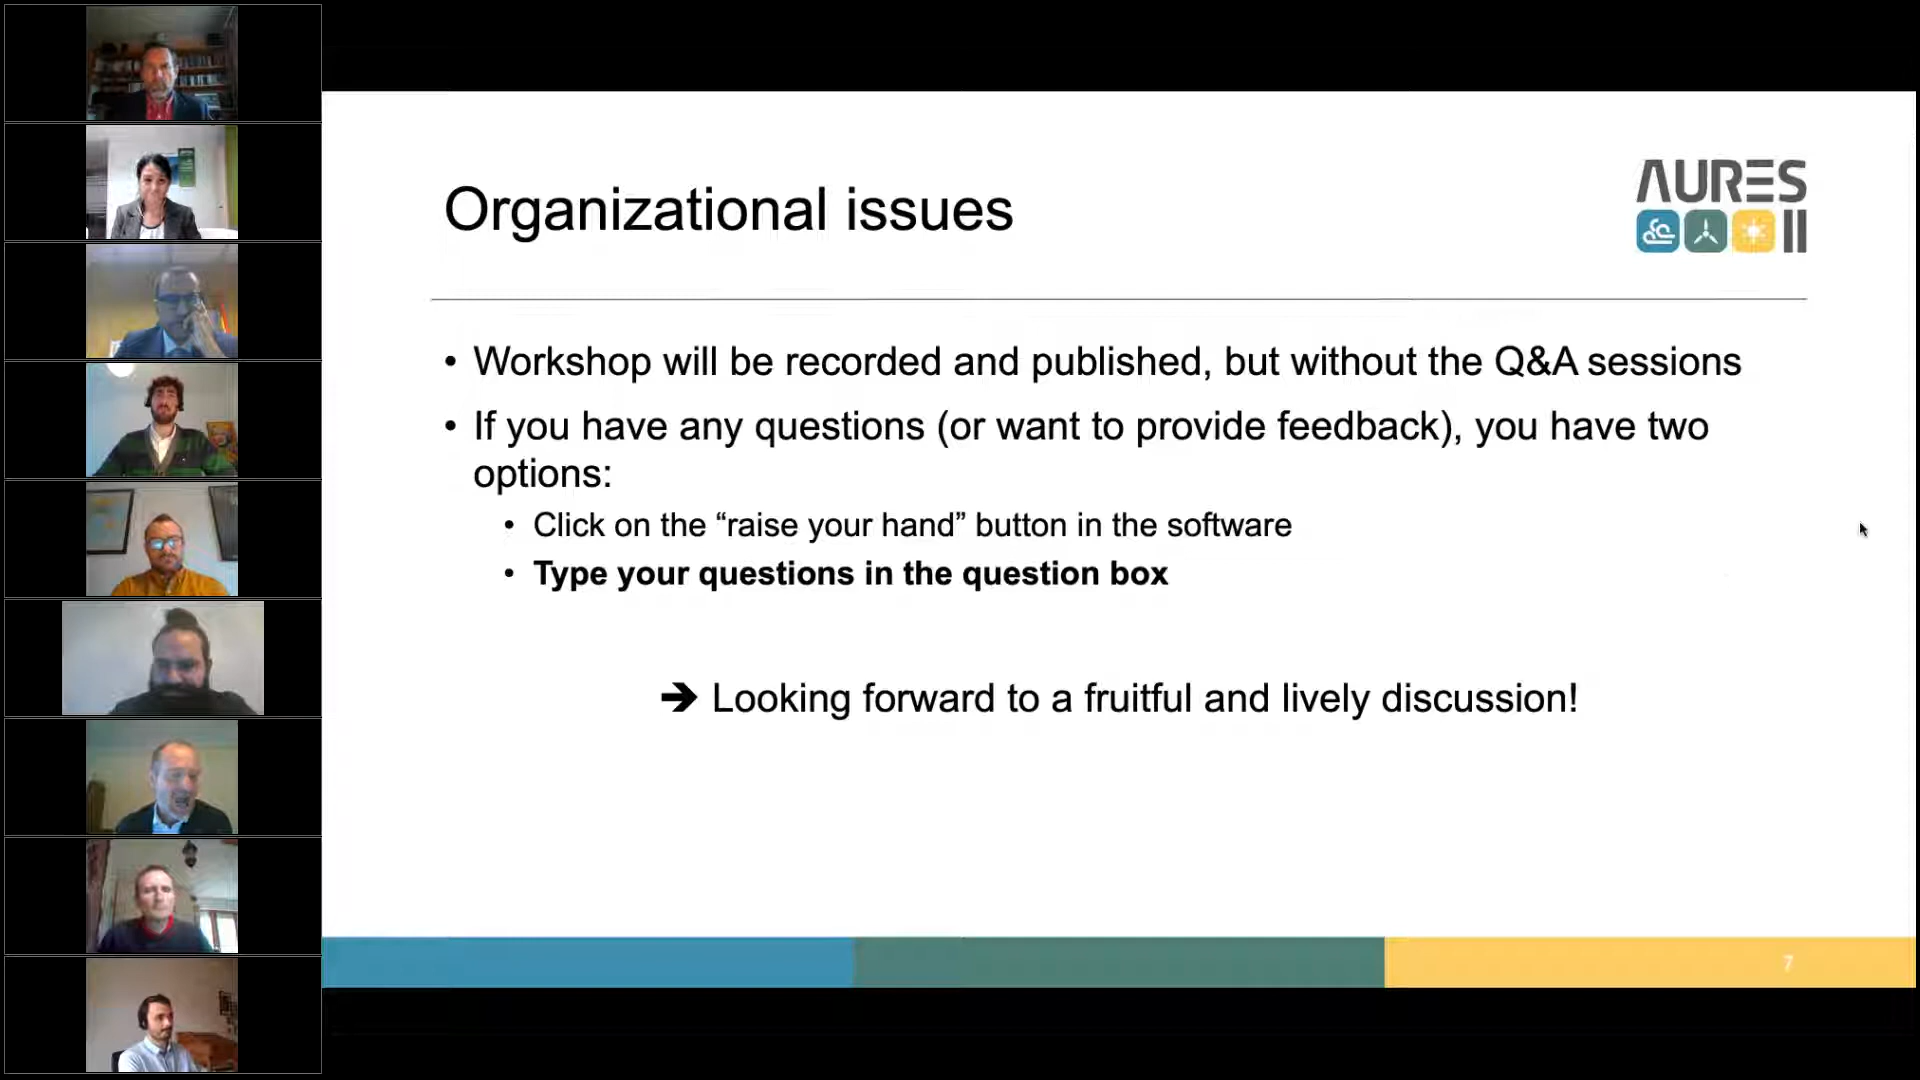 Organizational issues
AURES
II
• Workshop will be recorded and published, but without the Q&A sessions
• If you have any questions (or want to provide feedback), you have two
options:
• Click on the “raise your hand” button in the software
• Type your questions in the question box
➔ Looking forward to a fruitful and lively discussion!
7